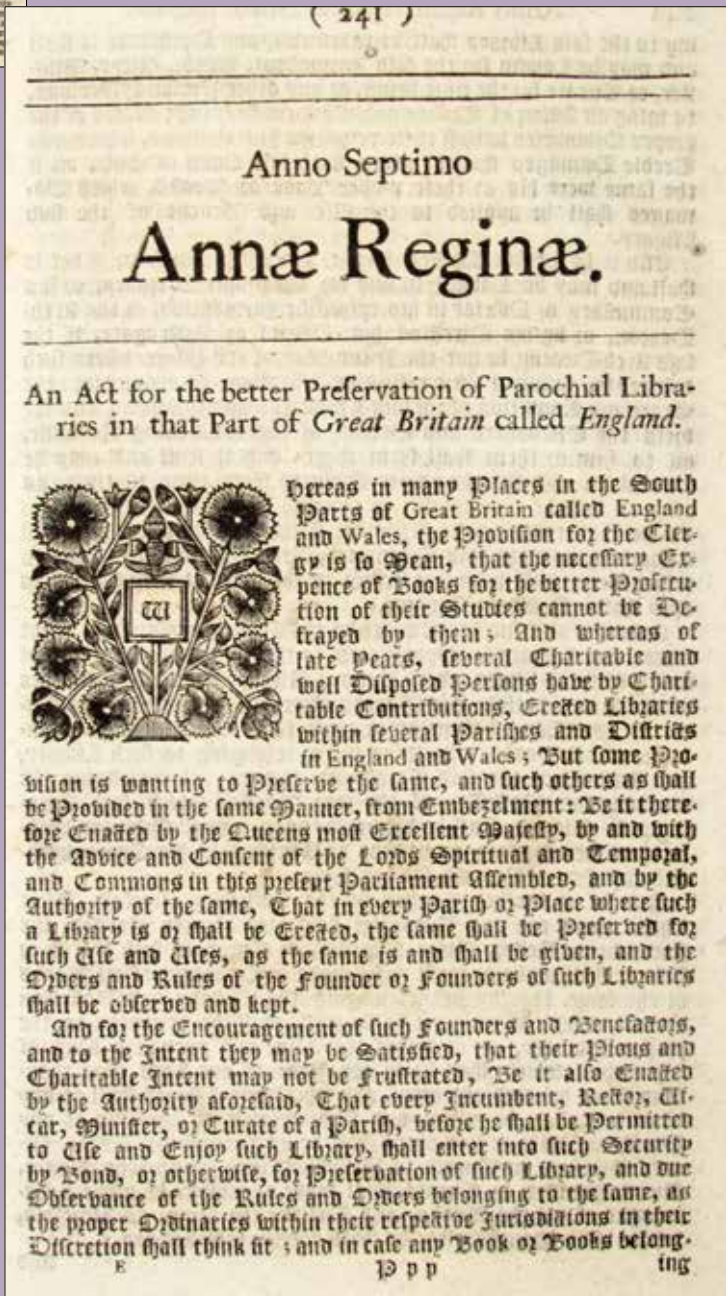 ( 241 )
Anno Septimo
Annæ Reginæ.
An Act for the better Preſervation of Parochial Libra-
ries in that Part of Great Britain called England.
W
hereas in many Places in the South
Parts of Great Britain called England
and Wales, the Proviſion for the Cler-
gy is ſo Mean, that the neceſſary Ex-
pence of Books for the better Proſecu-
tion of their Studies cannot be De-
frayed by them; And whereas of
late Years, ſeveral Charitable and
well Diſpoſed Perſons have by Chari-
table Contributions, Erected Libraries
within ſeveral Pariſhes and Diſtricts
in England and Wales; But ſome Pro-
viſion is wanting to Preſerve the ſame, and ſuch others as ſhall
be Provided in the ſame Manner, from Embezelment: Be it there-
fore Enacted by the Queens moſt Excellent Majeſty, by and with
the Advice and Conſent of the Lords Spiritual and Temporal,
and Commons in this preſent Parliament Aſſembled, and by the
Authority of the ſame, That in every Pariſh or Place where ſuch
a Library is or ſhall be Erected, the ſame ſhall be Preſerved for
ſuch Uſe and Uſes, as the ſame is and ſhall be given, and the
Orders and Rules of the Founder or Founders of ſuch Libraries
ſhall be obſerved and kept.
And for the Encouragement of ſuch Founders and Benefactors,
and to the Intent they may be Satisfied, that their Pious and
Charitable Intent may not be Fruſtrated, Be it alſo Enacted
by the Authority aforeſaid, That every Incumbent, Rector, Vi-
car, Miniſter, or Curate of a Pariſh, before he ſhall be Permitted
to Uſe and Enjoy ſuch Library, ſhall enter into ſuch Security
by Bond, or otherwiſe, for Preſervation of ſuch Library, and due
Obſervance of the Rules and Orders belonging to the ſame, as
the proper Ordinaries within their reſpective Jurisdictions in their
Diſcretion ſhall think fit; and in caſe any Book or Books belong-
E P p p ing